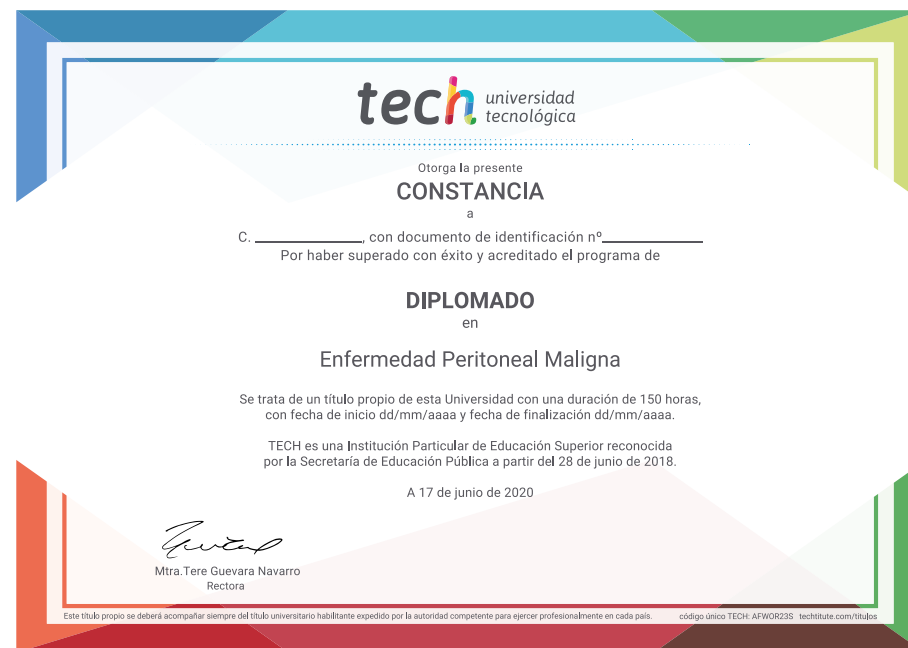 tech universidad
tecnológica
Otorga la presente
CONSTANCIA
a
C. ____________, con documento de identificación nº____________
Por haber superado con éxito y acreditado el programa de
DIPLOMADO
en
Enfermedad Peritoneal Maligna
Se trata de un título propio de esta Universidad con una duración de 150 horas,
con fecha de inicio dd/mm/aaaa y fecha de finalización dd/mm/aaaa.
TECH es una Institución Particular de Educación Superior reconocida
por la Secretaría de Educación Pública a partir del 28 de junio de 2018.
A 17 de junio de 2020
Mtra.Tere Guevara Navarro
Rectora
Este título propio se deberá acompañar siempre del título universitario habilitante expedido por la autoridad competente para ejercer profesionalmente en cada país. código único TECH: AFWOR23S techtitute.com/titulos